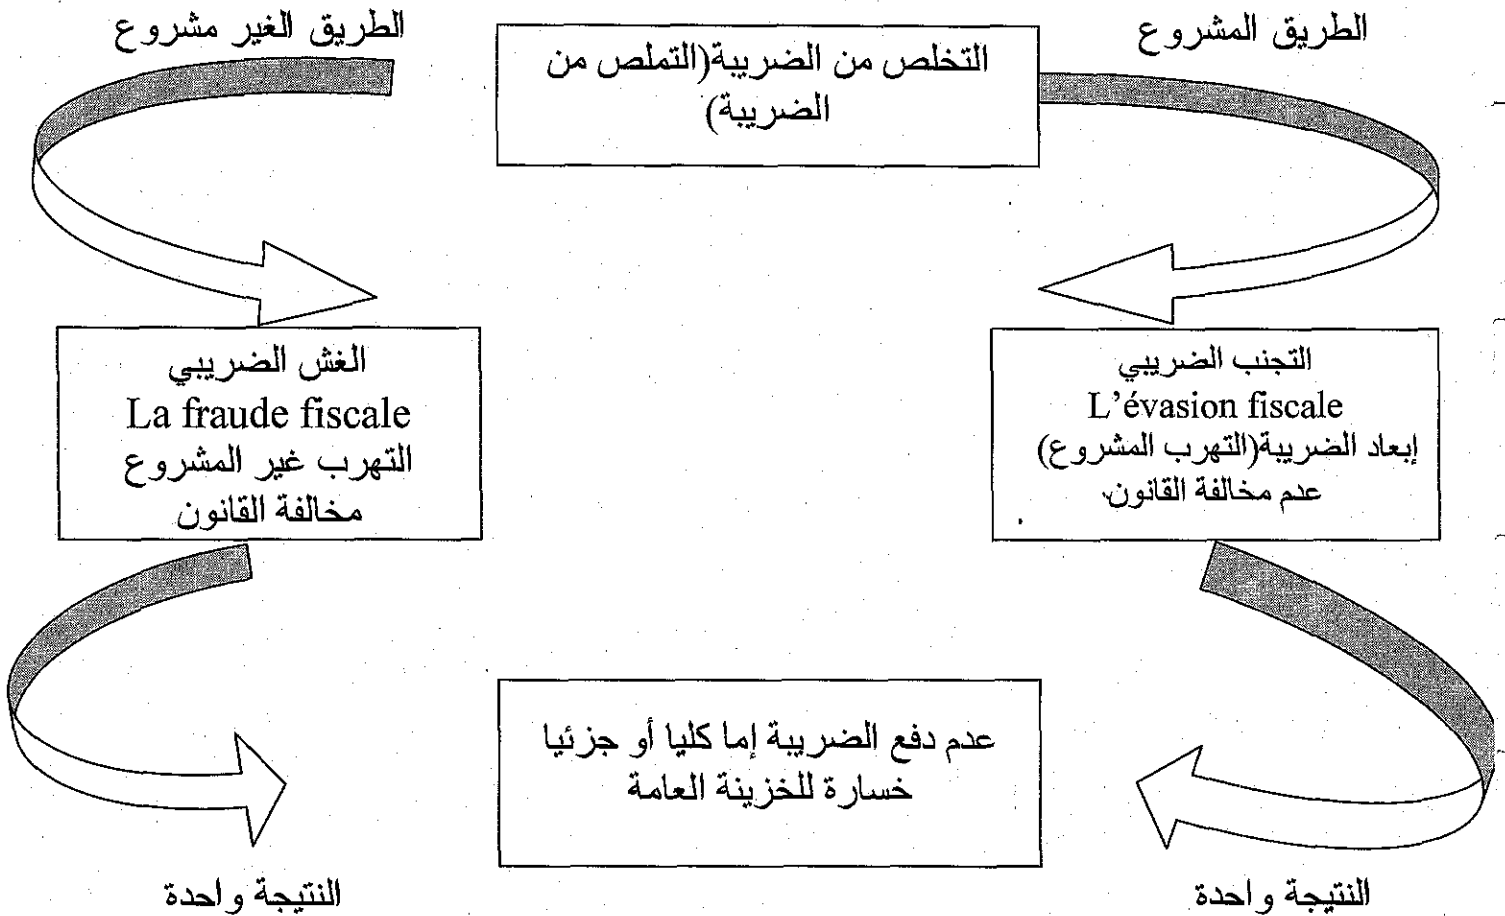 الطريق المشروع
التخلص من الضريبة(التملص من
الضريبة)
الطريق الغير مشروع
التجنب الضريبي
L’évasion fiscale
إبعاد الضريبة(التهرب المشروع)
عدم مخالفة القانون
الغش الضريبي
La fraude fiscale
التهرب غير المشروع
مخالفة القانون
عدم دفع الضريبة إما كليا أو جزئيا
خسارة للخزينة العامة
النتيجة واحدة
النتيجة واحدة